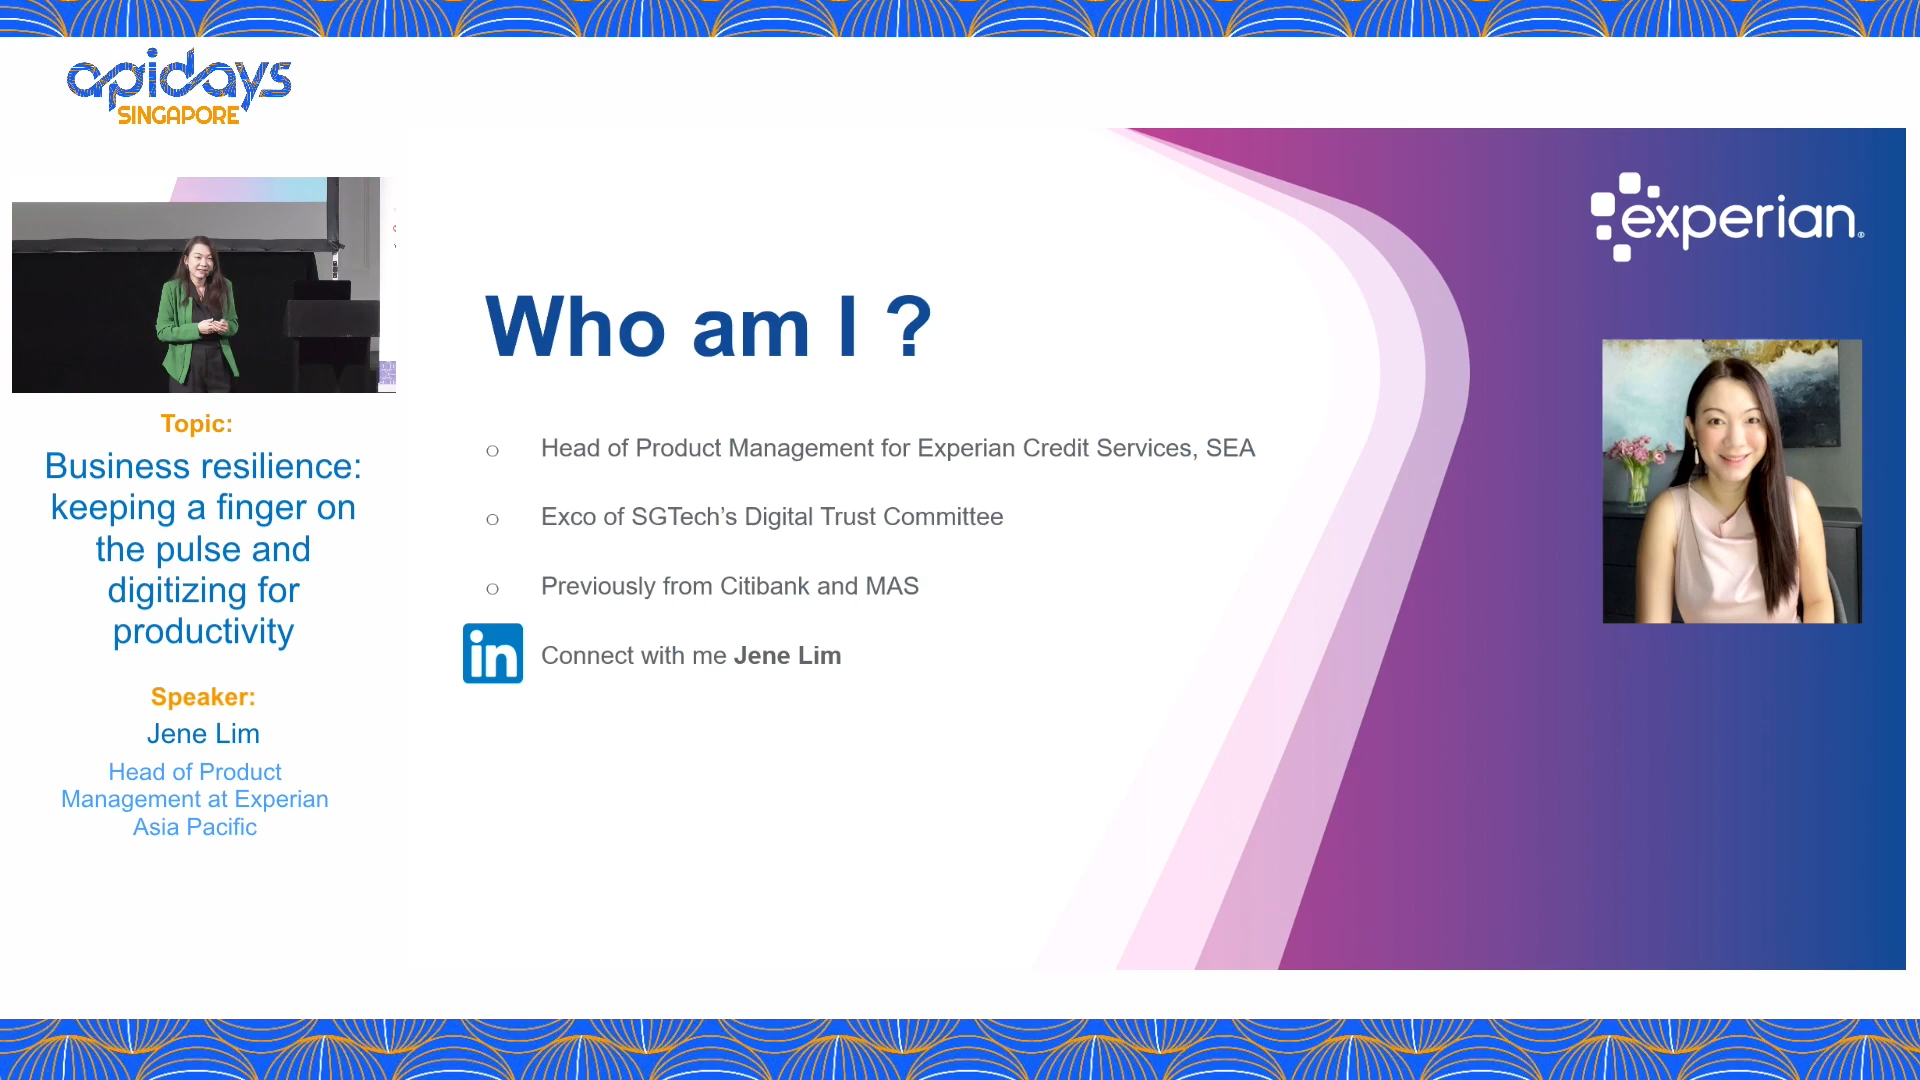 apidays
SINGAPORE
Topic:
Business resilience:
keeping a finger on
the pulse and
digitizing for
productivity
Speaker:
Jene Lim
Head of Product
Management at Experian
Asia Pacific
experian.
Who am I ?
Head of Product Management for Experian Credit Services, SEA
Exco of SGTech’s Digital Trust Committee
Previously from Citibank and MAS
in
Connect with me Jene Lim